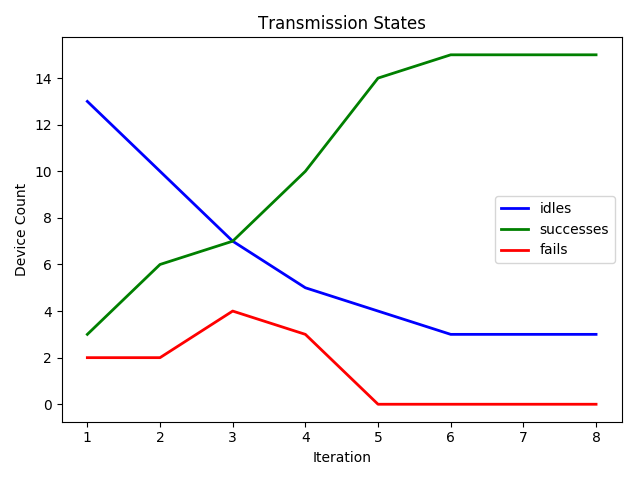 Transmission States
Device Count
14
12
10
8
6
4
2
0
idles
successes
fails
1 2 3 4 5 6 7 8
Iteration